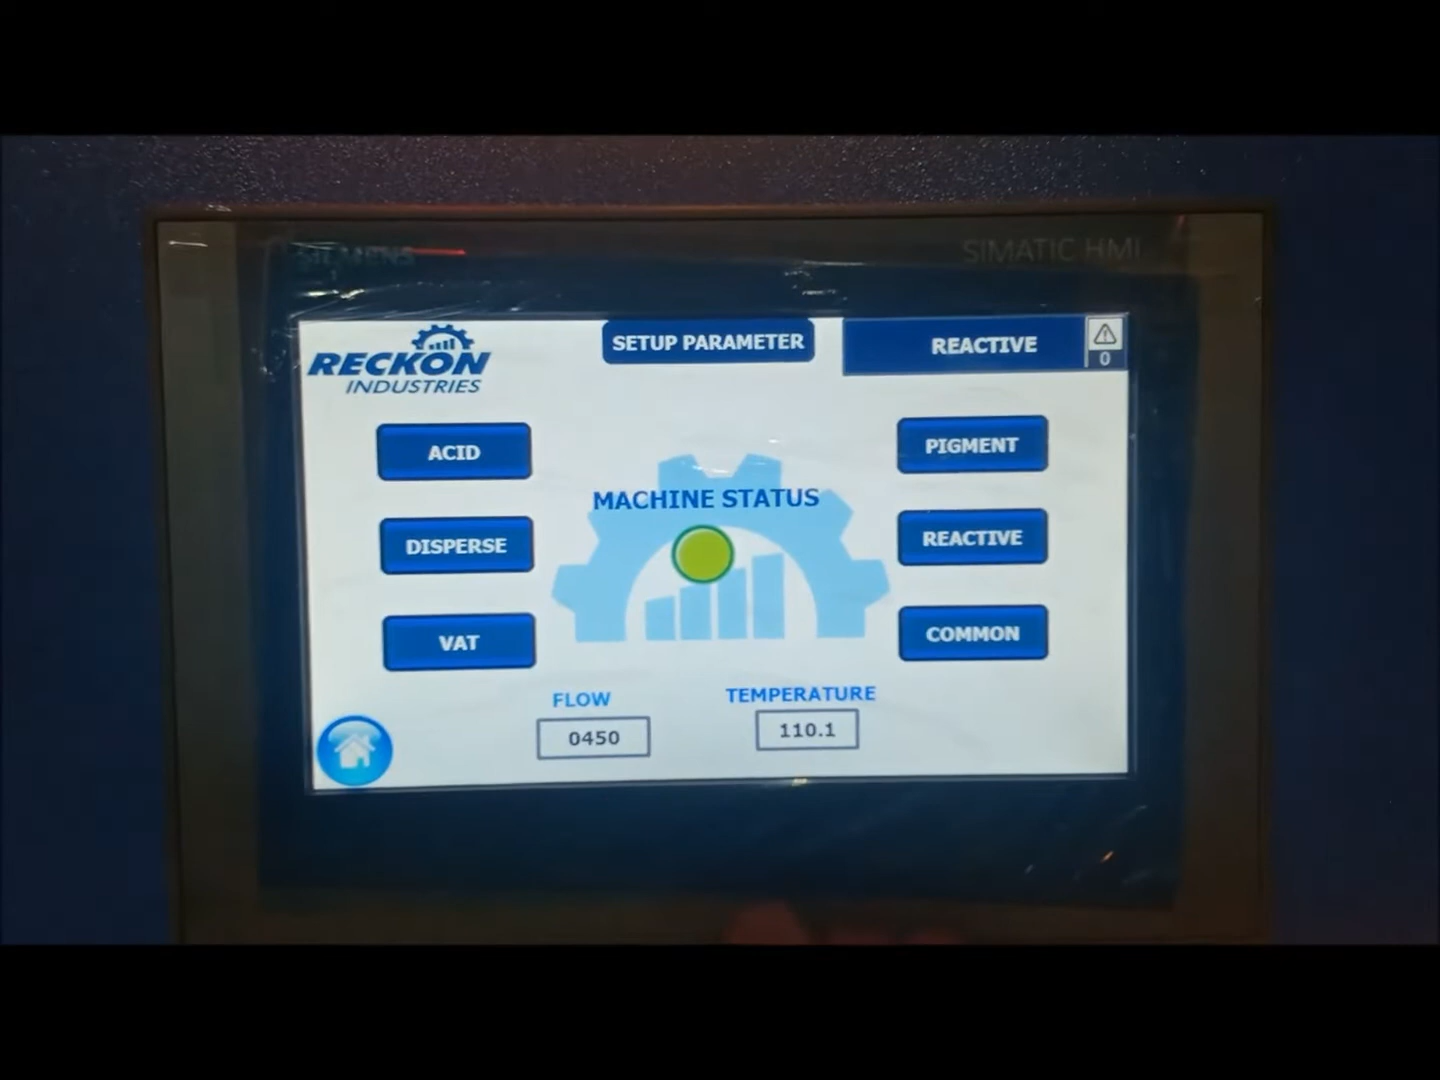 SIEMENS
SIMATIC HMI
RECKON
INDUSTRIES
SETUP PARAMETER
REACTIVE
0
ACID
PIGMENT
MACHINE STATUS
DISPERSE
REACTIVE
VAT
COMMON
FLOW
TEMPERATURE
0450
110.1